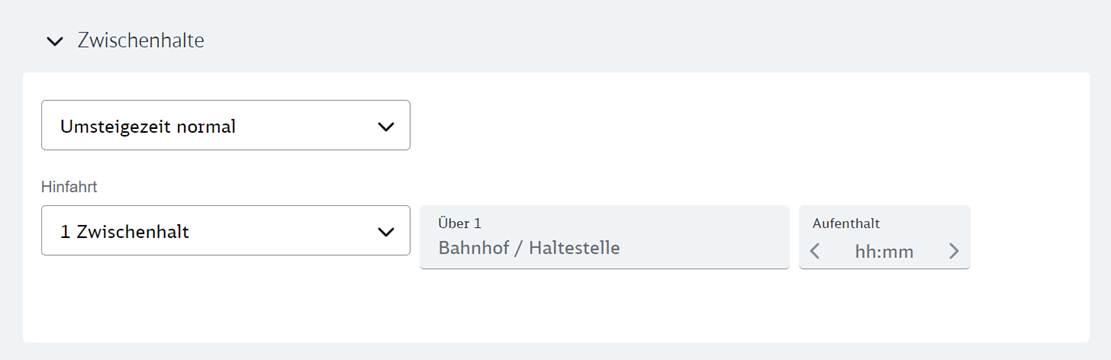 Zwischenhalte
Umsteigezeit normal
Hinfahrt
1 Zwischenhalt
Über 1
Bahnhof / Haltestelle
Aufenthalt
hh:mm